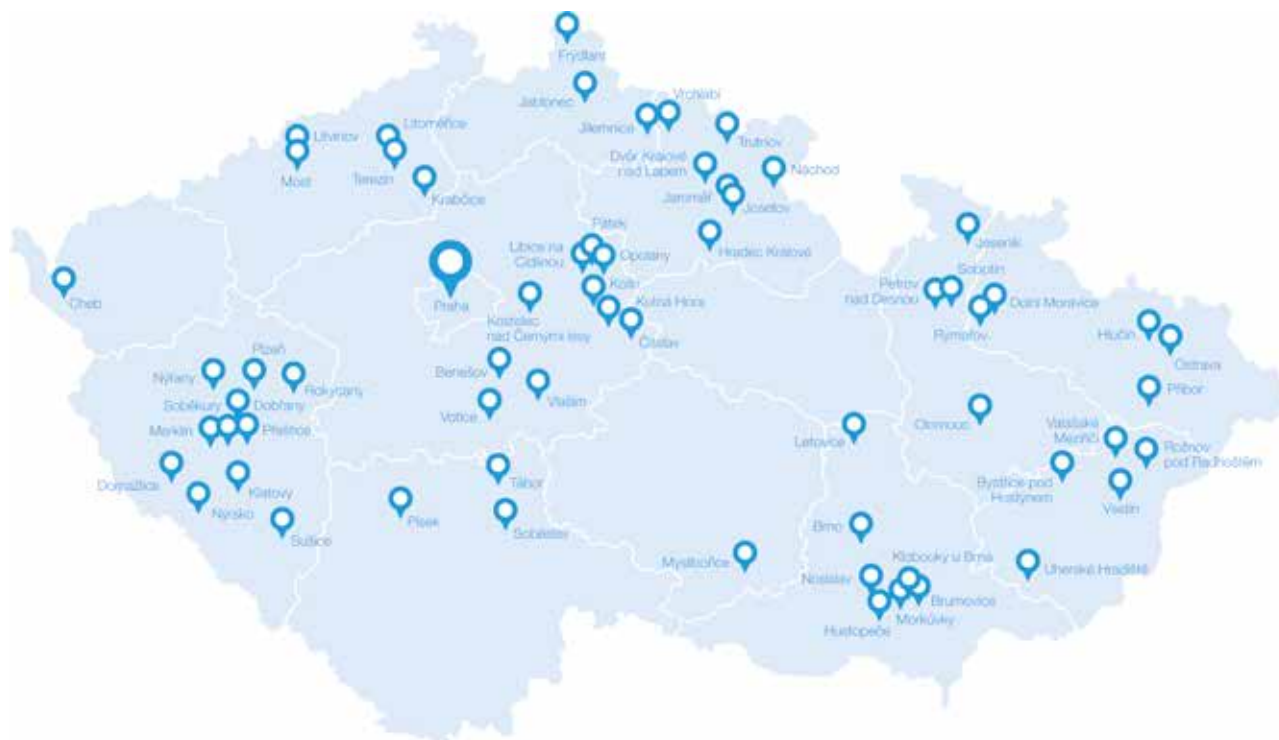 Frýdlant
Jablonec
Vrchlabí
Jilemnice
Trutnov
Litvínov
Litoměřice
Most
Terezín
Krabčice
Dvůr Králové
nad Labem
Náchod
Jaroměř
Josefov
Hradec Králové
Pátek
Libice na
Cidlinou
Opolany
Jeseník
Cheb
Praha
Kolín
Kutná Hora
Kostelec
nad Černými lesy
Čáslav
Petrov
nad Desnou
Sobotín
Dolní Moravice
Rýmařov
Hlučín
Ostrava
Příbor
Plzeň
Nýřany
Rokycany
Soběkury
Dobřany
Merklín
Přeštice
Benešov
Vlašim
Votice
Letovice
Olomouc
Valašské
Meziříčí
Rožnov
pod Radhoštěm
Bystřice pod
Hostýnem
Vsetín
Domažlice
Klatovy
Nýrsko
Sušice
Tábor
Písek
Soběslav
Brno
Myslibořice
Klobouky u Brna
Nosislav
Brumovice
Morkůvky
Hustopeče
Uherské Hradiště